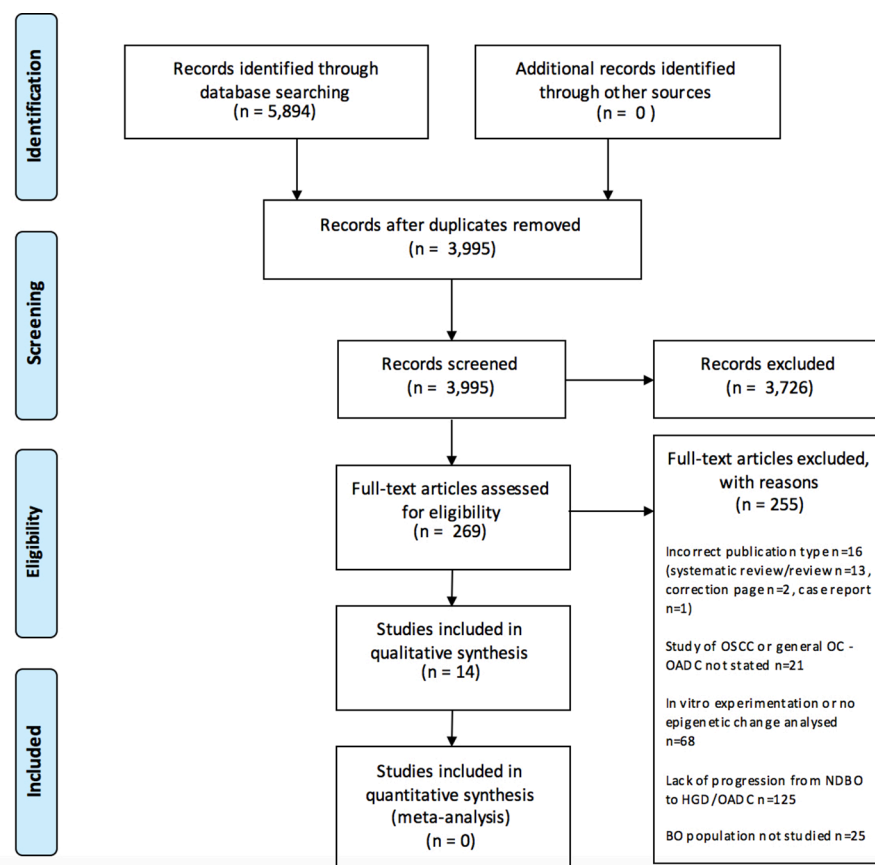 Identification
Records identified through
database searching
(n = 5,894)
Additional records identified
through other sources
(n = 0 )
Records after duplicates removed
(n = 3,995)
Screening
Records screened
(n = 3,995)
Records excluded
(n = 3,726)
Eligibility
Full-text articles assessed
for eligibility
(n = 269)
Full-text articles excluded,
with reasons
(n = 255)
Incorrect publication type n=16
(systematic review/review n=13,
correction page n=2, case report
n=1)
Study of OSCC or general OC -
OADC not stated n=21
In vitro experimentation or no
epigenetic change analysed
n=68
Lack of progression from NDBO
to HGD/OADC n=125
BO population not studied n=25
Studies included in
qualitative synthesis
(n = 14)
Included
Studies included in
quantitative synthesis
(meta-analysis)
(n = 0)